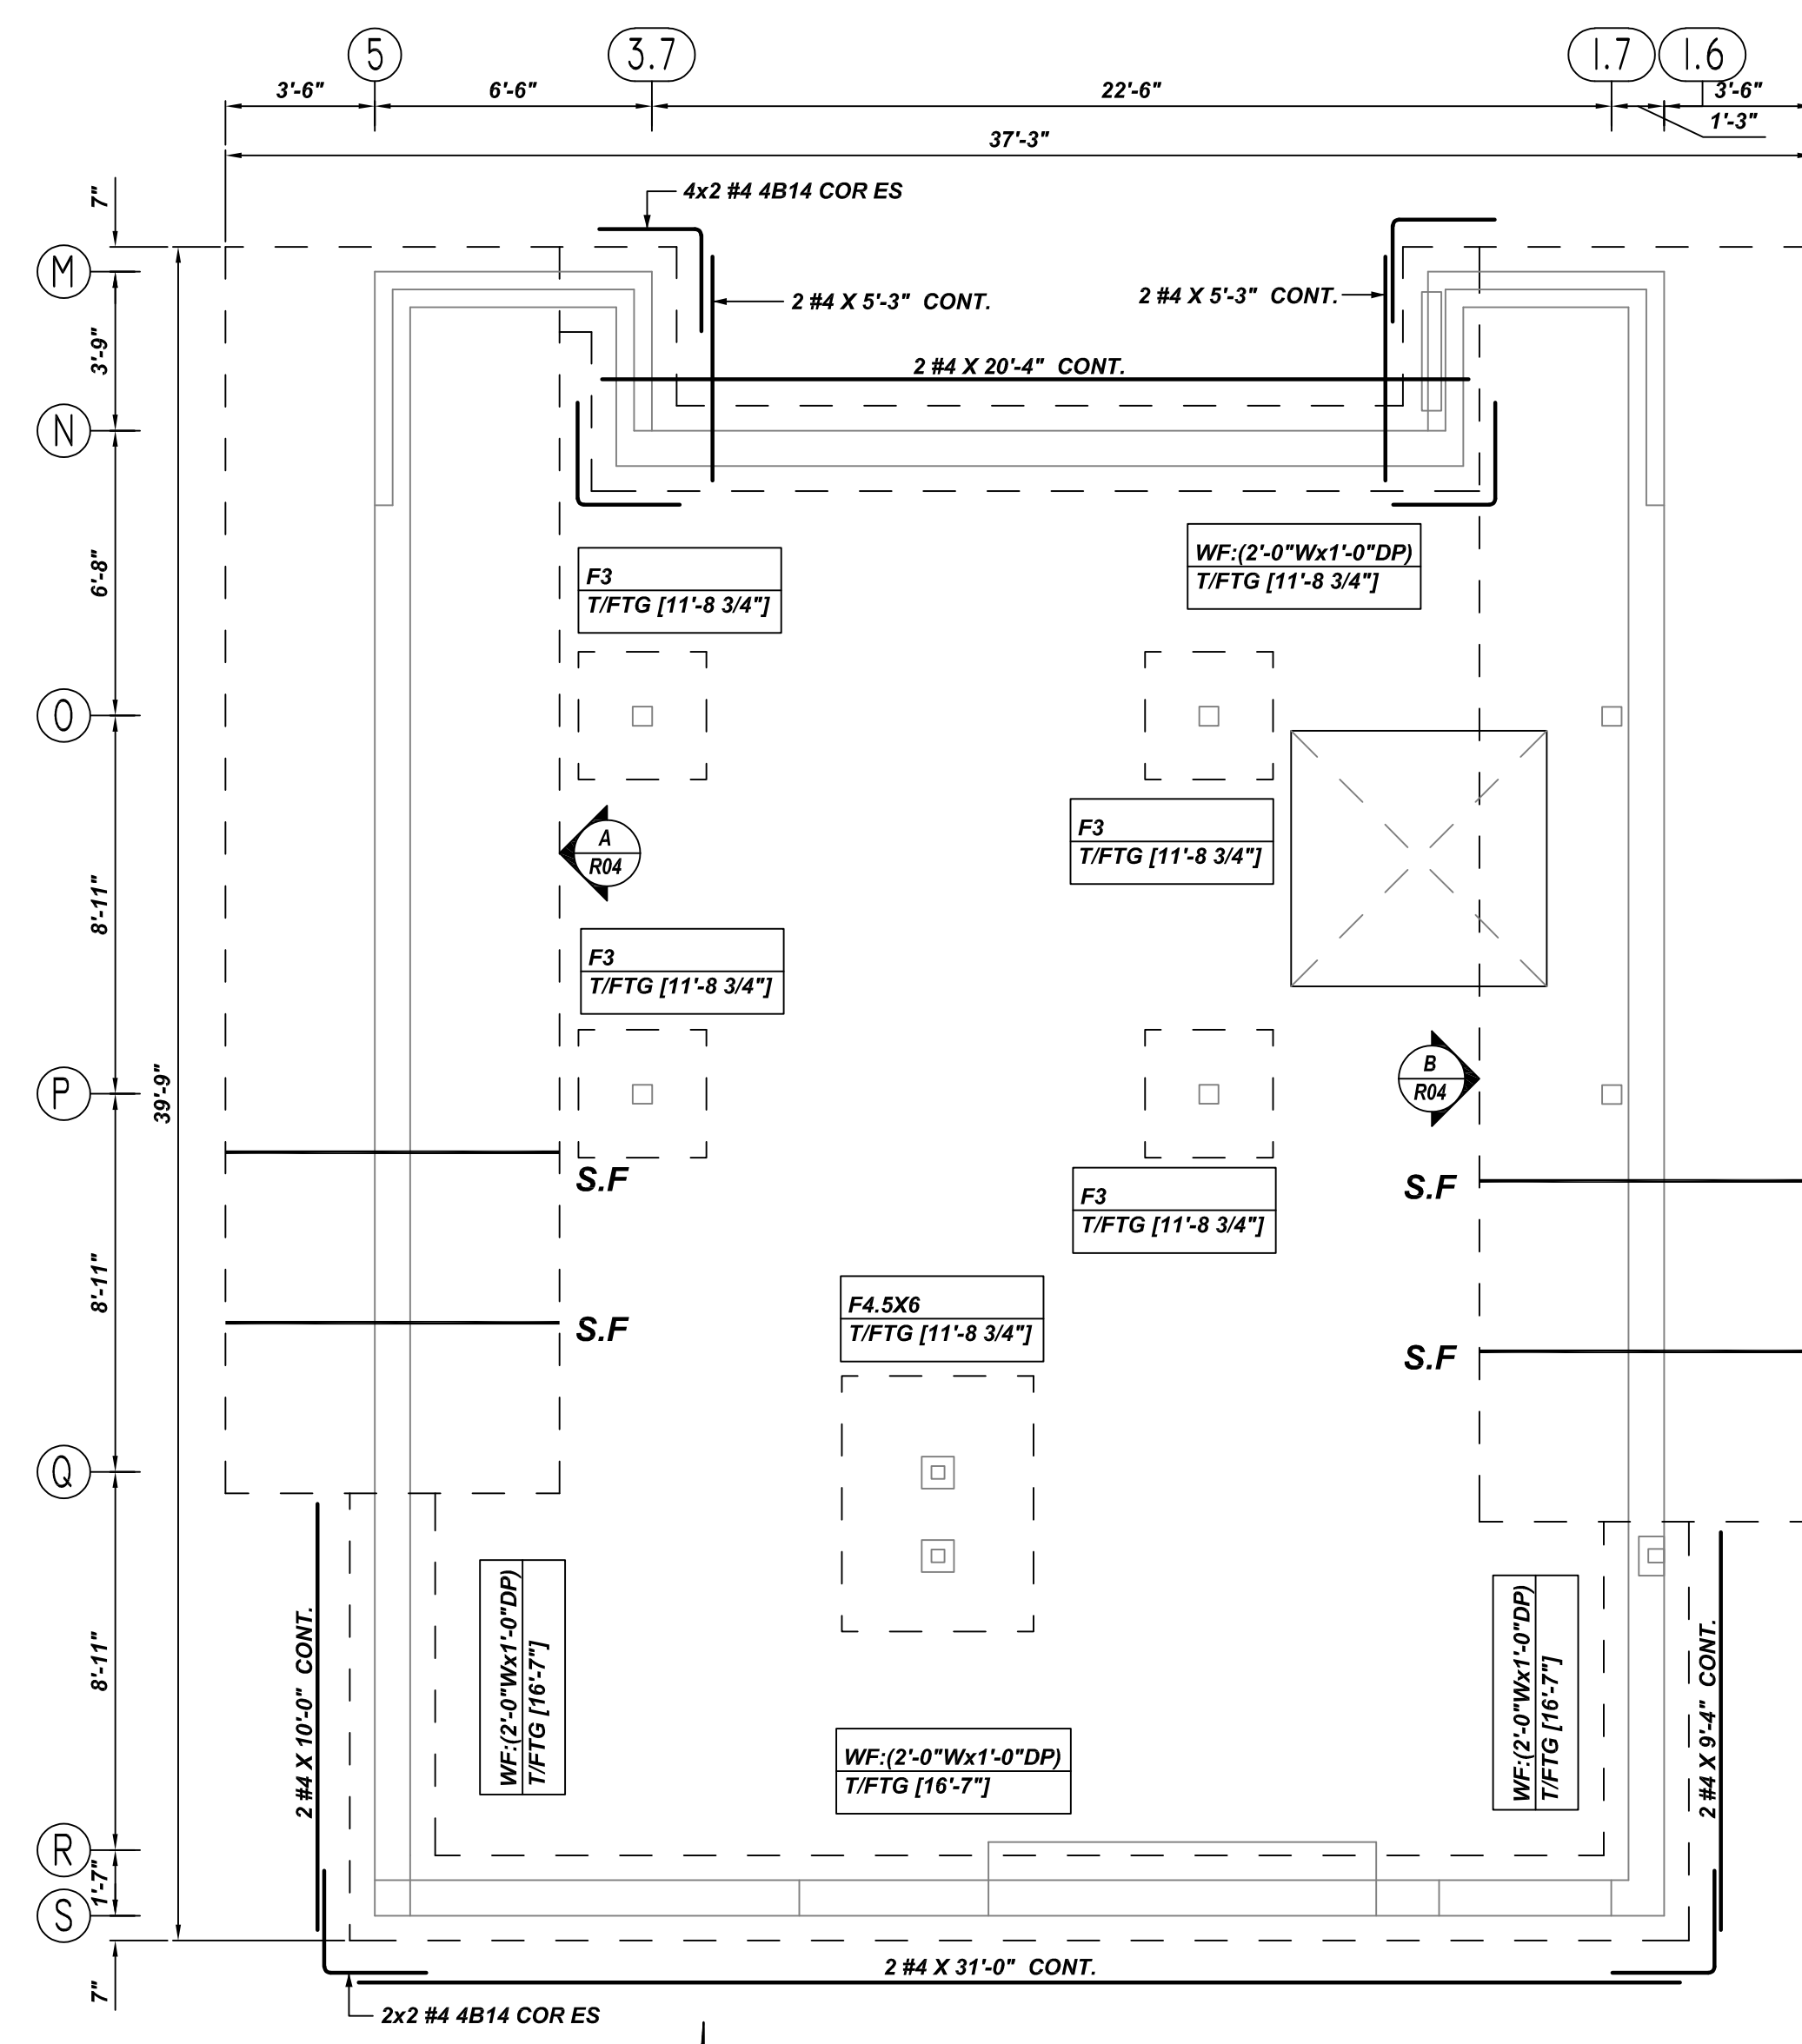 5
3.7
1.7
1.6
3'-6"
6'-6"
22'-6"
3'-6"
1'-3"
37'-3"
7"
4x2 #4 4B14 COR ES
M
2 #4 X 5'-3" CONT.
2 #4 X 5'-3" CONT.
3'-9"
2 #4 X 20'-4" CONT.
N
6'-8"
WF:(2'-0"Wx1'-0"DP)
T/FTG [11'-8 3/4"]
F3
T/FTG [11'-8 3/4"]
O
F3
T/FTG [11'-8 3/4"]
A
R04
8'-11"
F3
T/FTG [11'-8 3/4"]
B
R04
P
39'-9"
S.F
S.F
F3
T/FTG [11'-8 3/4"]
8'-11"
F4.5X6
T/FTG [11'-8 3/4"]
S.F
S.F
Q
8'-11"
2 #4 X 10'-0" CONT.
WF:(2'-0"Wx1'-0"DP)
T/FTG [16'-7"]
WF:(2'-0"Wx1'-0"DP)
T/FTG [16'-7"]
2 #4 X 9'-4" CONT.
WF:(2'-0"Wx1'-0"DP)
T/FTG [16'-7"]
R
1'-7"
S
2 #4 X 31'-0" CONT.
7"
2x2 #4 4B14 COR ES